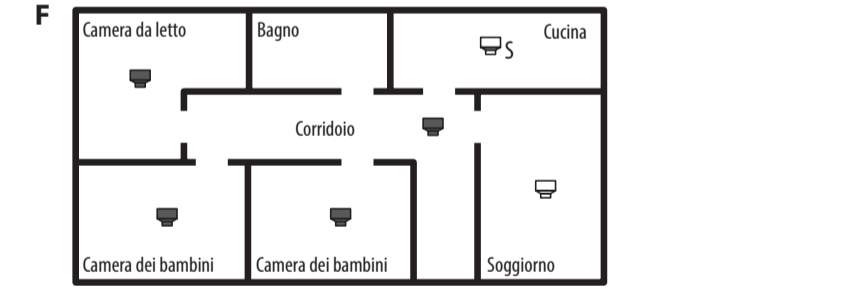 F
Camera da letto
Bagno
Cucina
S
Corridoio
Camera dei bambini
Camera dei bambini
Soggiorno